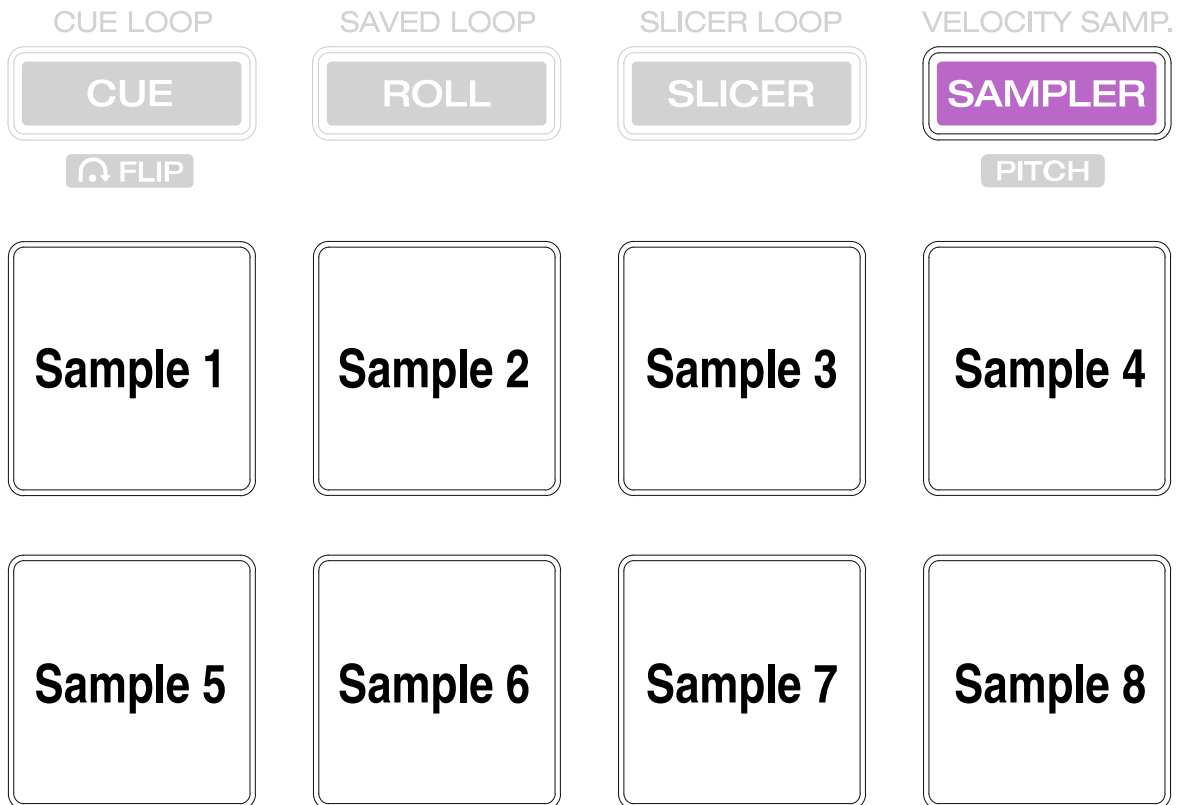 CUE LOOP SAVED LOOP SLICER LOOP VELOCITY SAMP.
CUE ROLL SLICER SAMPLER
FLIP PITCH
Sample 1 Sample 2 Sample 3 Sample 4
Sample 5 Sample 6 Sample 7 Sample 8